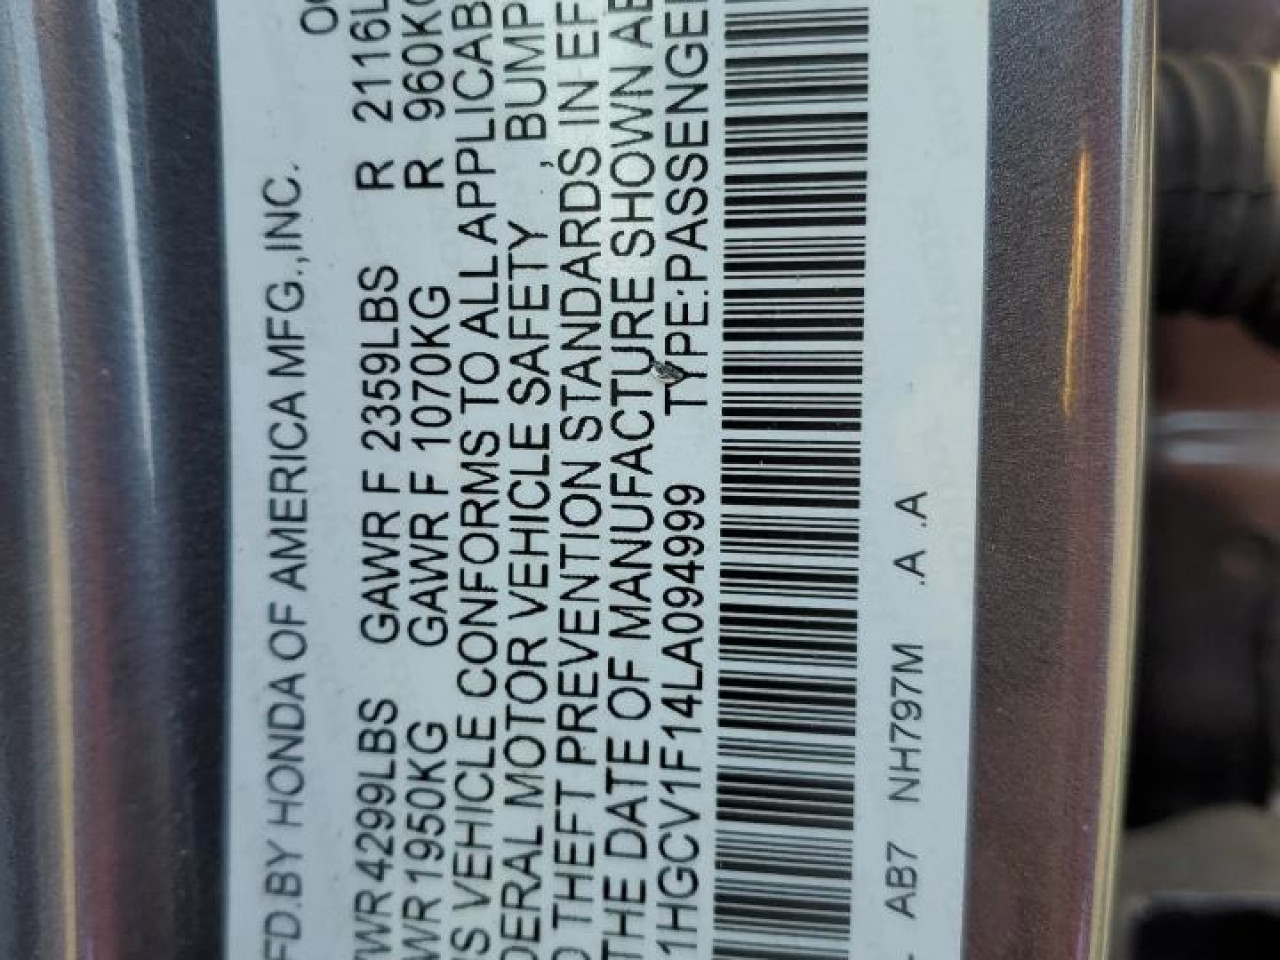 FD.BY HONDA OF AMERICA MFG.,INC.
WR 4299LBS GAWR F 2359LBS R 2116L
WR 1950KG GAWR F 1070KG R 960KG
IS VEHICLE CONFORMS TO ALL APPLICAB
DERAL MOTOR VEHICLE SAFETY , BUMP
D THEFT PREVENTION STANDARDS IN EF
THE DATE OF MANUFACTURE SHOWN AB
1HGCV1F14LA094999 TYPE:PASSENGE
- AB7 NH797M .A .A